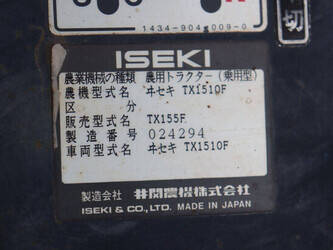 1434-904-009-0
切
ISEKI
農業機械の種類 農用トラクター(乗用型)
農機型式名 ヰセキ TX1510F
区分
販売型式名 TX155F
製造番号 024294
車両型式名 ヰセキ TX1510F
製造会社 井関農機株式会社
ISEKI & CO., LTD. MADE IN JAPAN